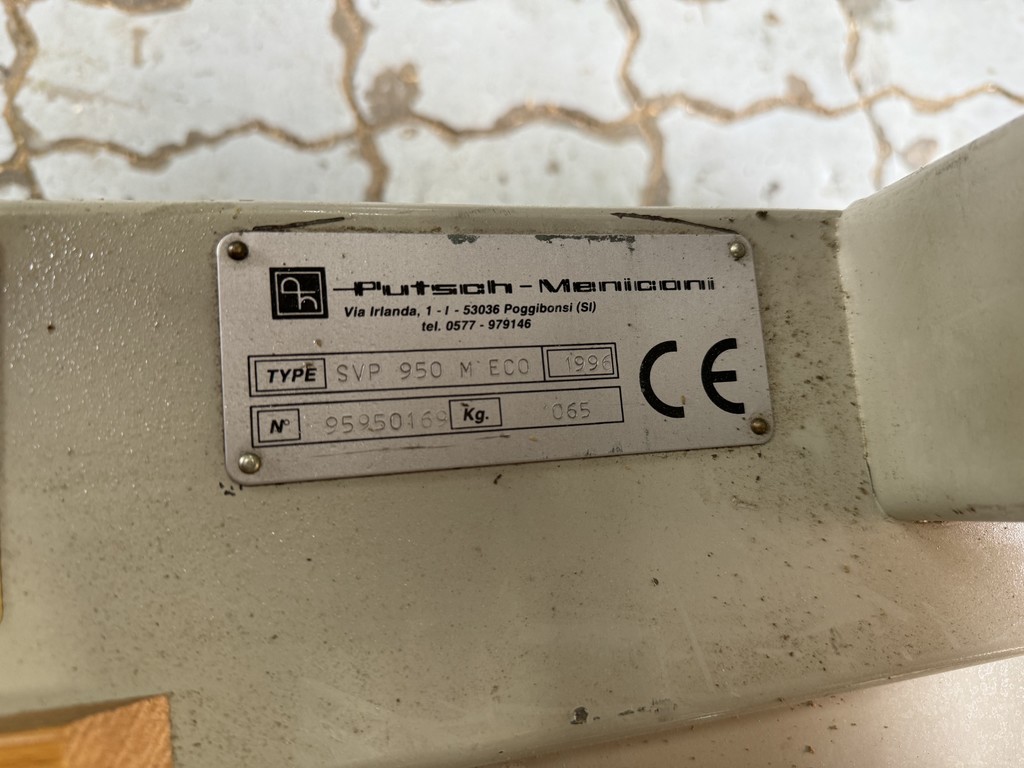 Putsch-Meniconi
Via Irlanda, 1 - I - 53036 Poggibonsi (SI)
tel. 0577 - 979146
TYPE SVP 950 M ECO 1996
N° 95950169 Kg. 065
CE